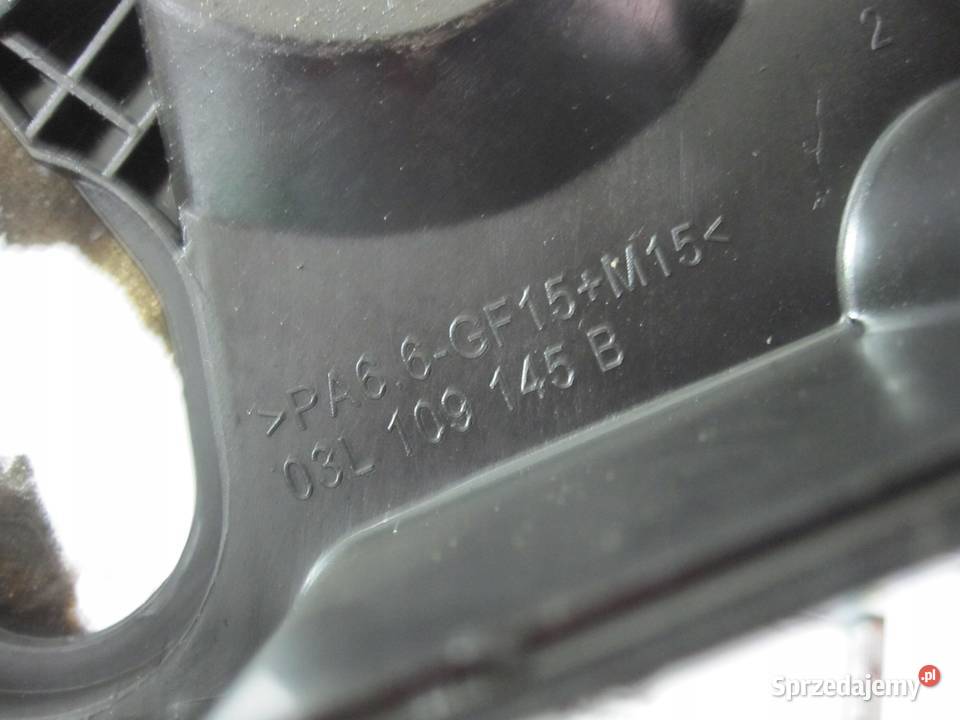 2
>PA6.6-GF15+M15<
03L 109 145 B
Sprzedajemy.pl